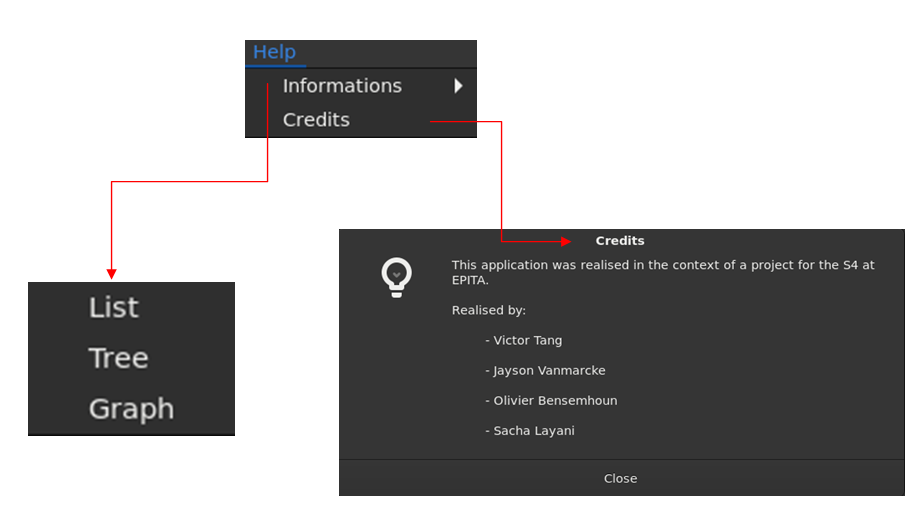 Help
Informations
Credits
List
Tree
Graph
Credits
This application was realised in the context of a project for the S4 at
EPITA.
Realised by:
- Victor Tang
- Jayson Vanmarcke
- Olivier Bensemhoun
- Sacha Layani
Close